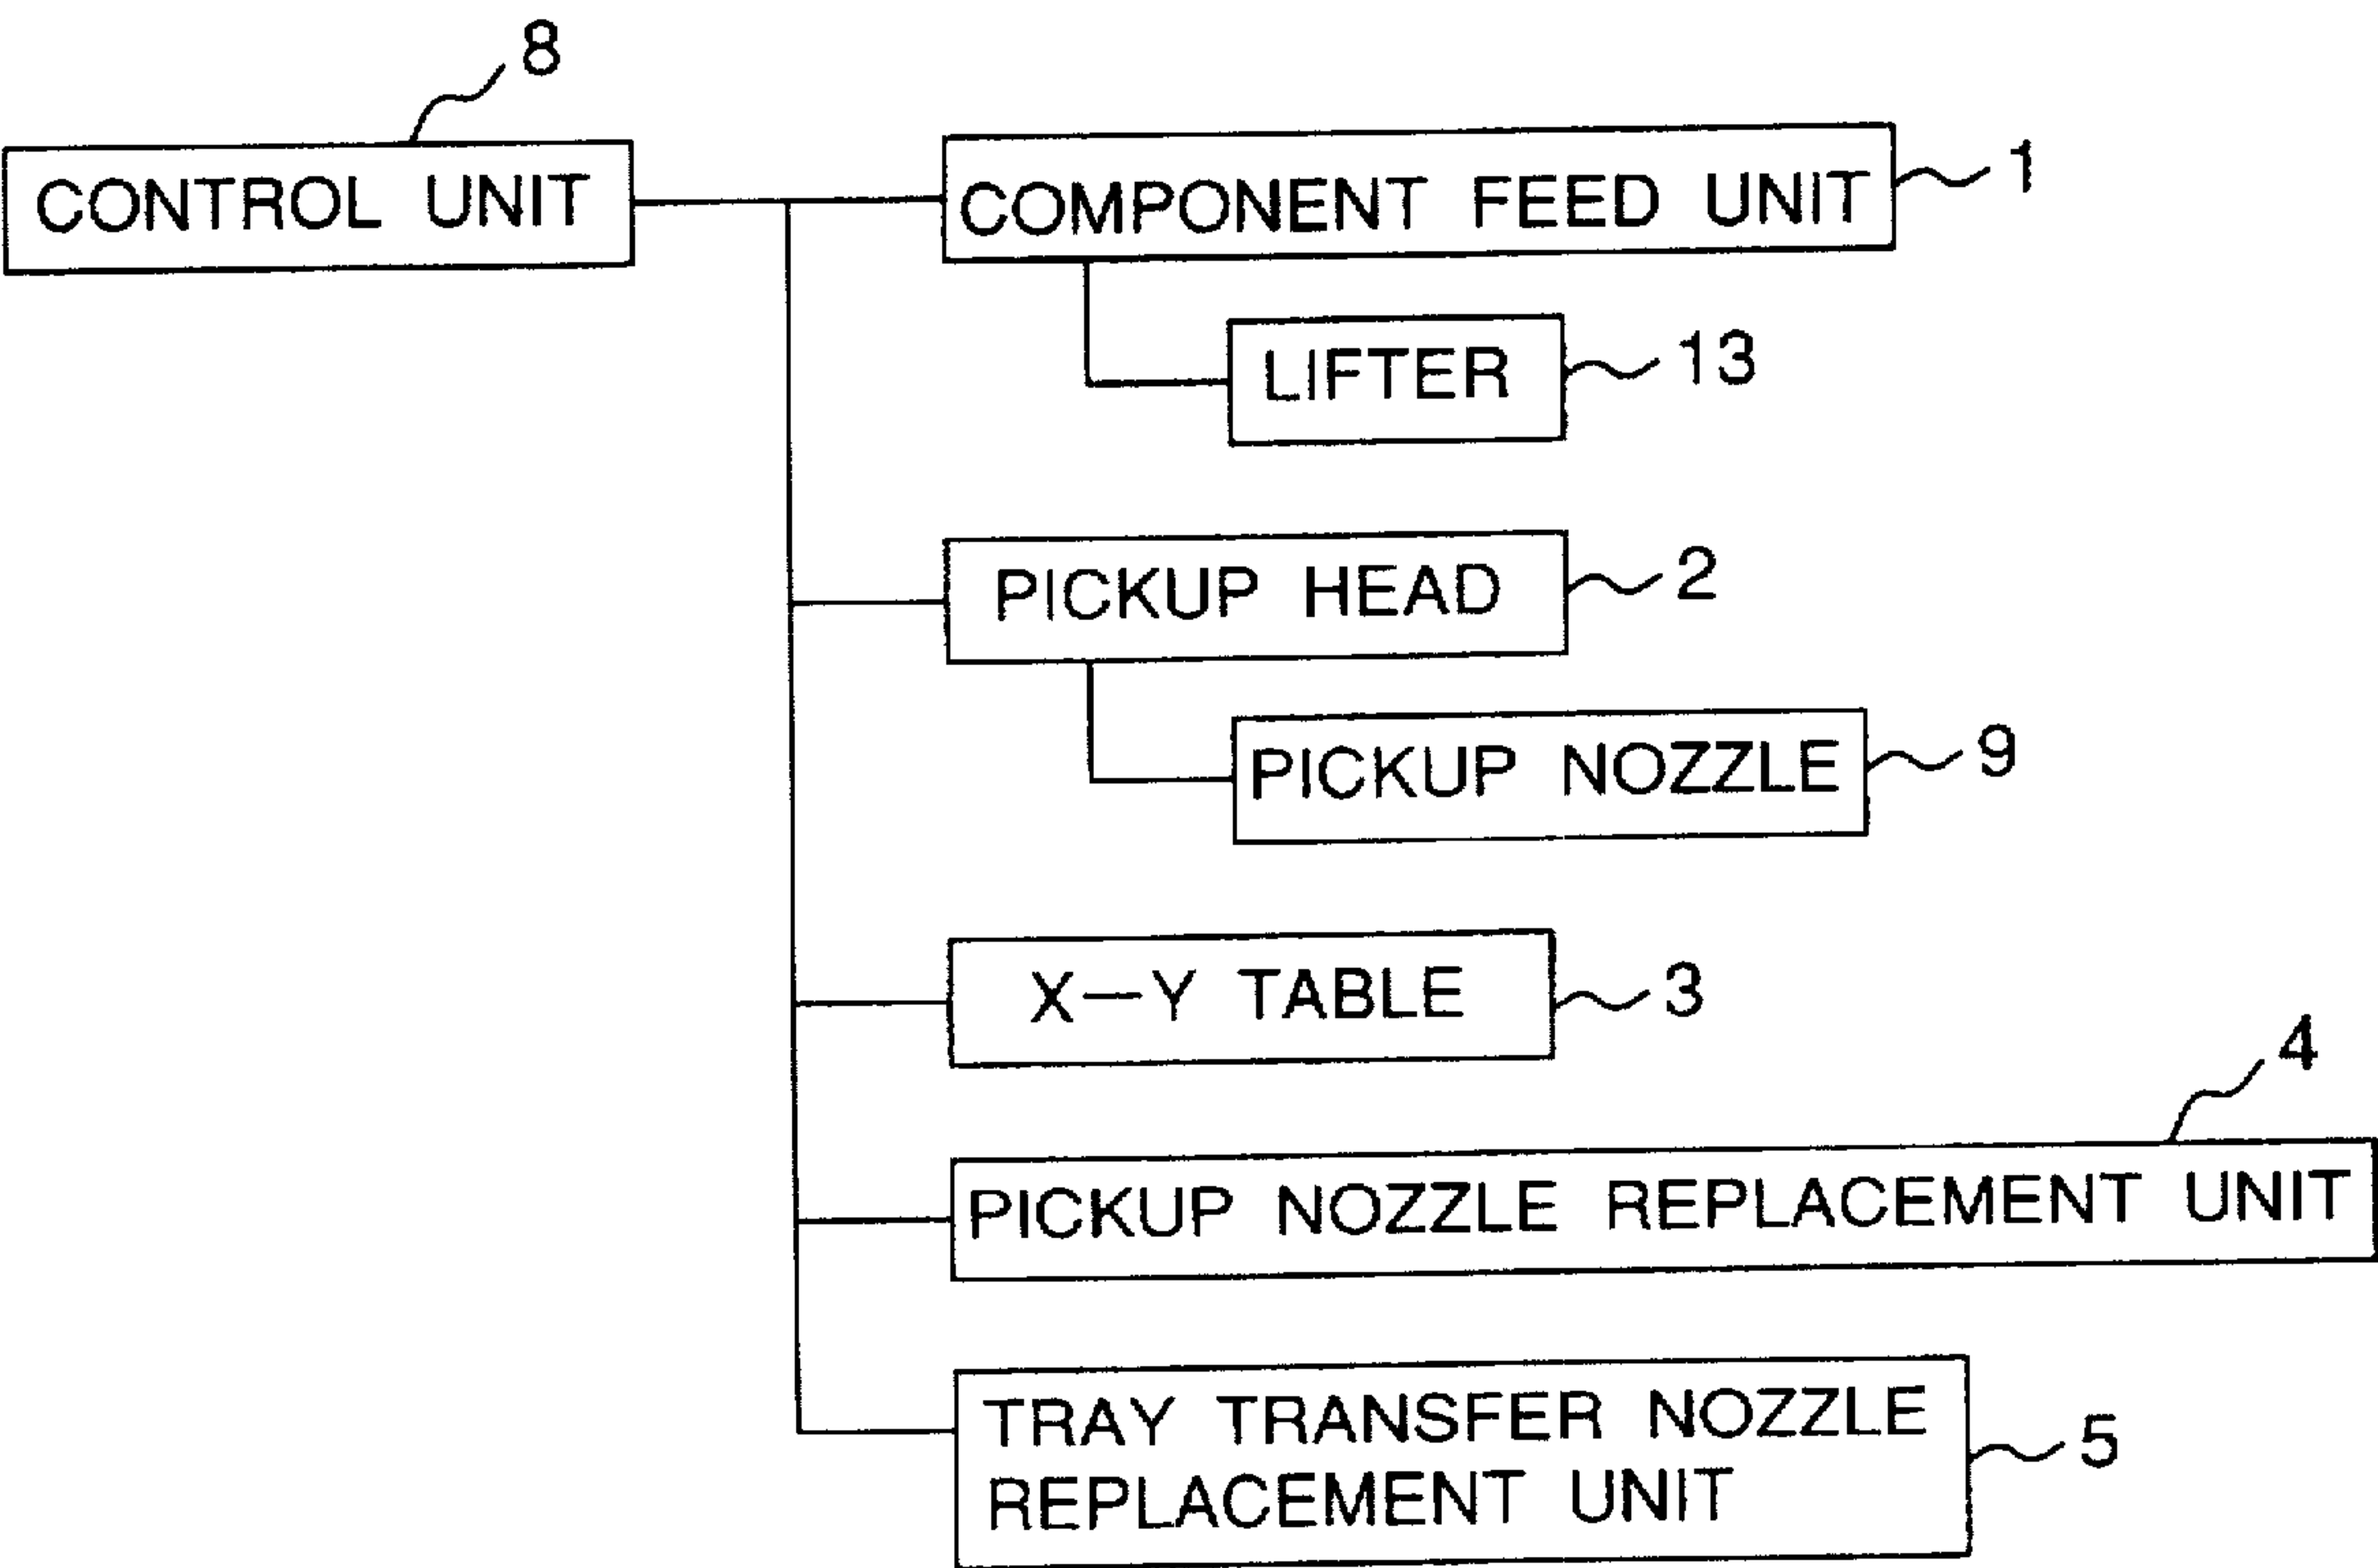 8
CONTROL UNIT
COMPONENT FEED UNIT
1
LIFTER
13
PICKUP HEAD
2
PICKUP NOZZLE
9
X—Y TABLE
3
4
PICKUP NOZZLE REPLACEMENT UNIT
TRAY TRANSFER NOZZLE
REPLACEMENT UNIT
5